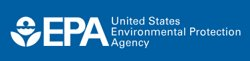 EPA
United States
Environmental Protection
Agency